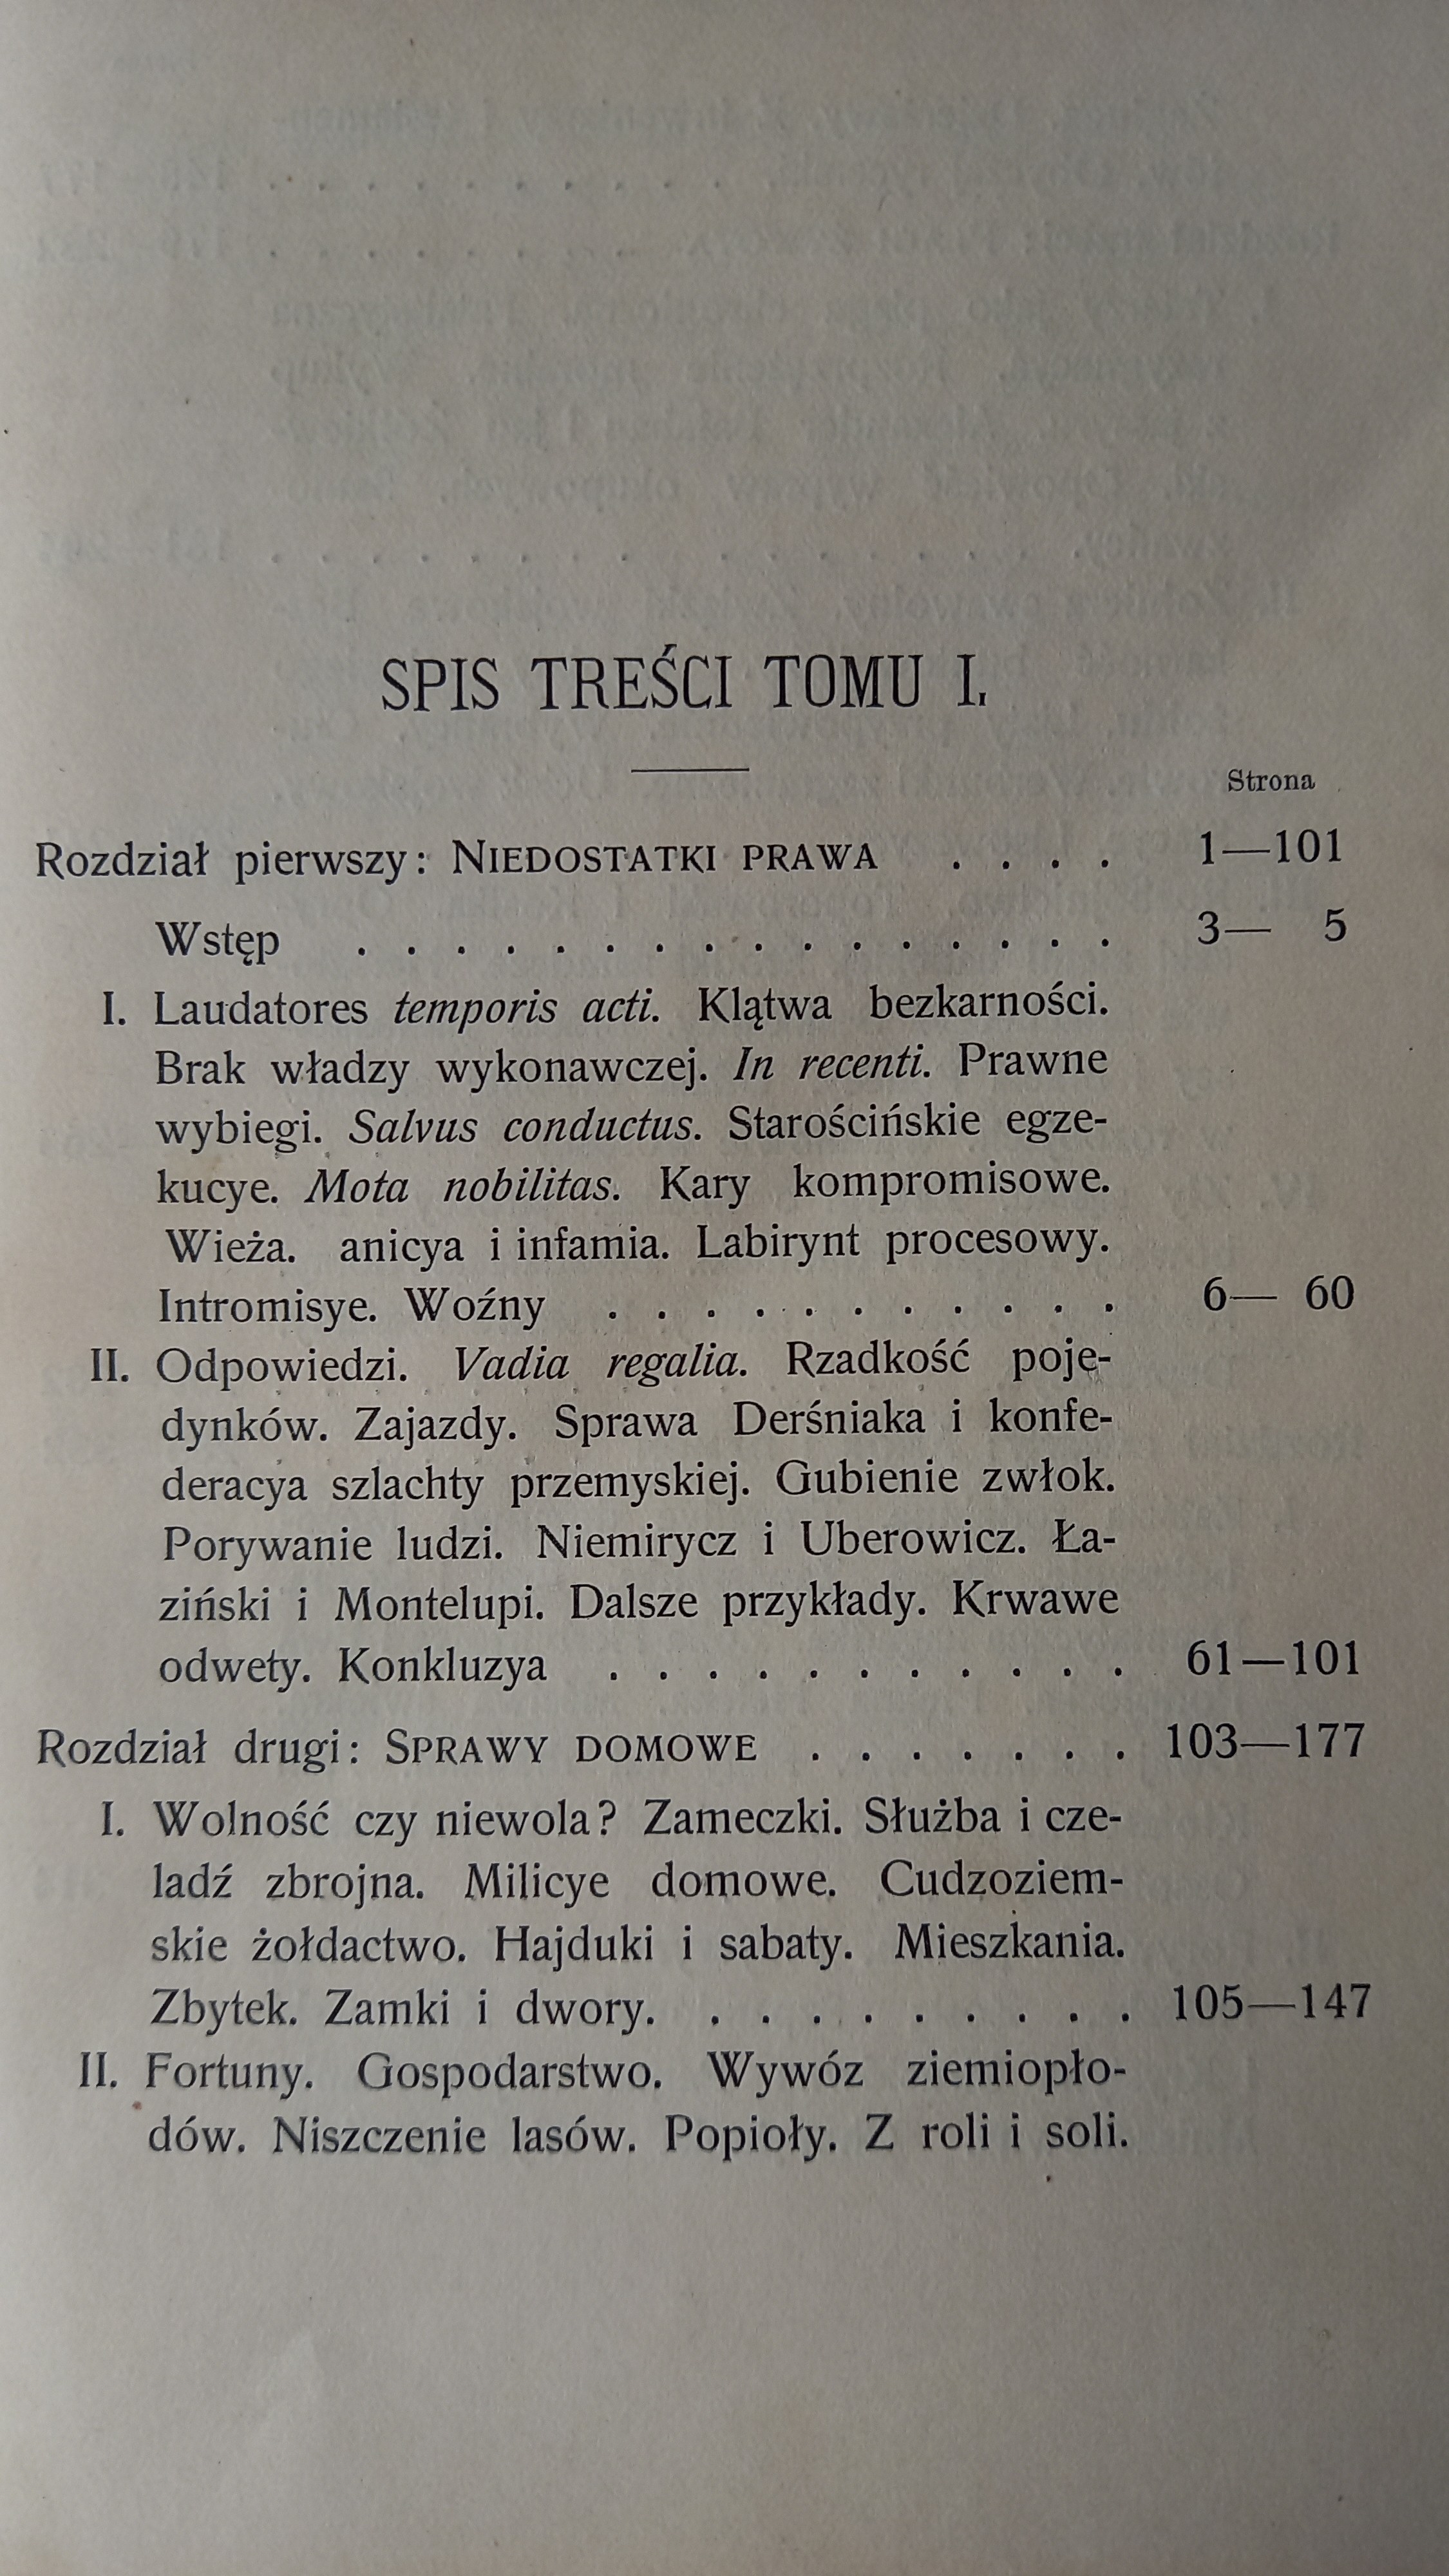 SPIS TREŚCI TOMU I.
Strona
Rozdział pierwszy: NIEDOSTATKI PRAWA . . . . 1—101
Wstęp . . . . . . . . . . . . . . . . 3— 5
I. Laudatores temporis acti. Klątwa bezkarności.
Brak władzy wykonawczej. In recenti. Prawne
wybiegi. Salvus conductus. Starościńskie egze-
kucye. Mota nobilitas. Kary kompromisowe.
Wieża. anicya i infamia. Labirynt procesowy.
Intromisye. Woźny . . . . . . . . . . . 6— 60
II. Odpowiedzi. Vadia regalia. Rzadkość poję-
dynków. Zajazdy. Sprawa Derśniaka i konfe-
deracya szlachty przemyskiej. Gubienie zwłok.
Porywanie ludzi. Niemirycz i Uberowicz. Ła-
ziński i Montelupi. Dalsze przykłady. Krwawe
odwety. Konkluzya . . . . . . . . . . . 61—101
Rozdział drugi: SPRAWY DOMOWE . . . . . . . 103—177
I. Wolność czy niewola? Zameczki. Służba i cze-
ladź zbrojna. Milicye domowe. Cudzoziem-
skie żołdactwo. Hajduki i sabaty. Mieszkania.
Zbytek. Zamki i dwory. . . . . . . . . . 105—147
II. Fortuny. Gospodarstwo. Wywóz ziemiopło-
dów. Niszczenie lasów. Popioły. Z roli i soli.